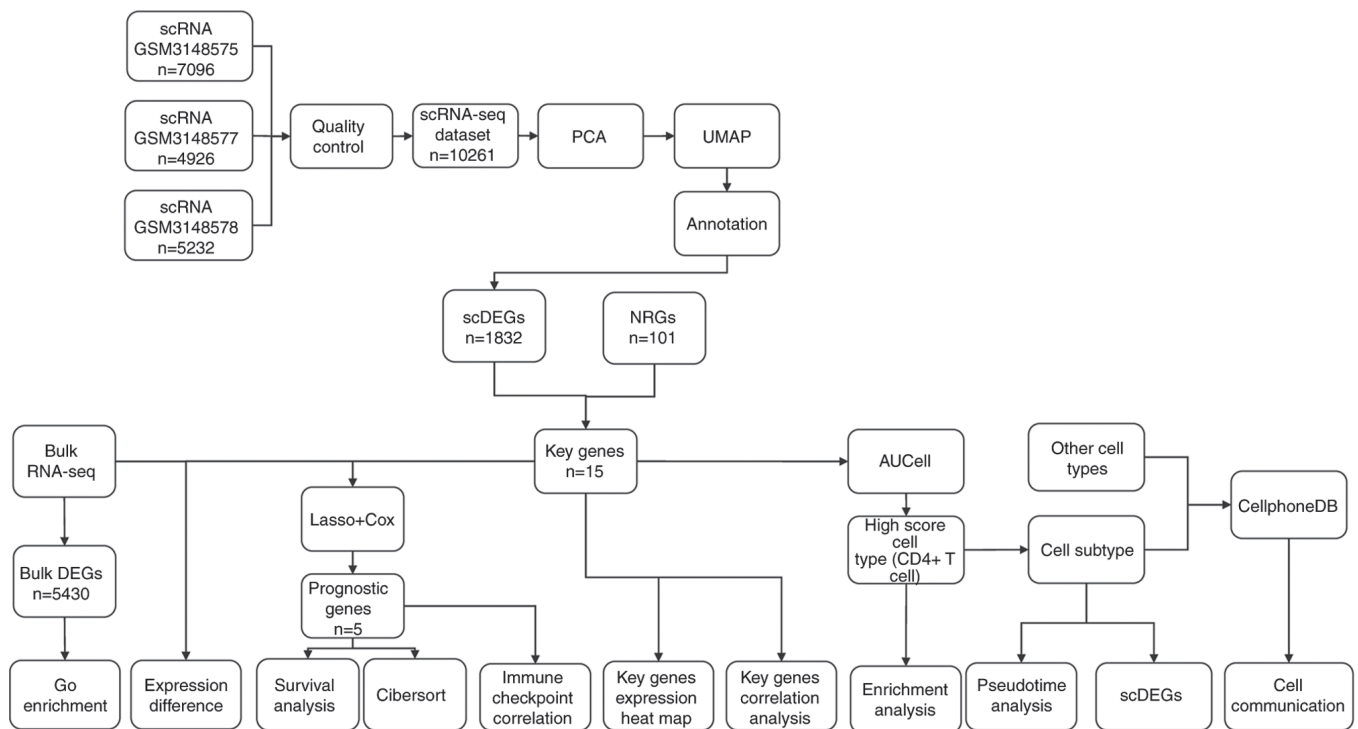 scRNA
GSM3148575
n=7096
scRNA
GSM3148577
n=4926
scRNA
GSM3148578
n=5232
Quality
control
scRNA-seq
dataset
n=10261
PCA
UMAP
Annotation
scDEGs
n=1832
NRGs
n=101
Bulk
RNA-seq
Key genes
n=15
AUCell
Other cell
types
CellphoneDB
Lasso+Cox
High score
cell
type (CD4+ T
cell)
Cell subtype
Bulk DEGs
n=5430
Prognostic
genes
n=5
Go
enrichment
Expression
difference
Survival
analysis
Cibersort
Immune
checkpoint
correlation
Key genes
expression
heat map
Key genes
correlation
analysis
Enrichment
analysis
Pseudotime
analysis
scDEGs
Cell
communication